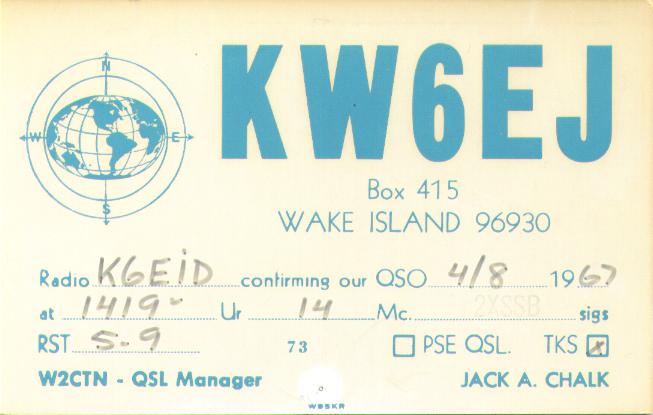 N
W E
S
KW6EJ
Box 415
WAKE ISLAND 96930
Radio K6EiD confirming our QSO 4/8 1967
at 1419- Ur 14 Mc. 2XSSB sigs
RST 5-9 73 PSE QSL. TKS x
W2CTN - QSL Manager JACK A. CHALK
WB5KR